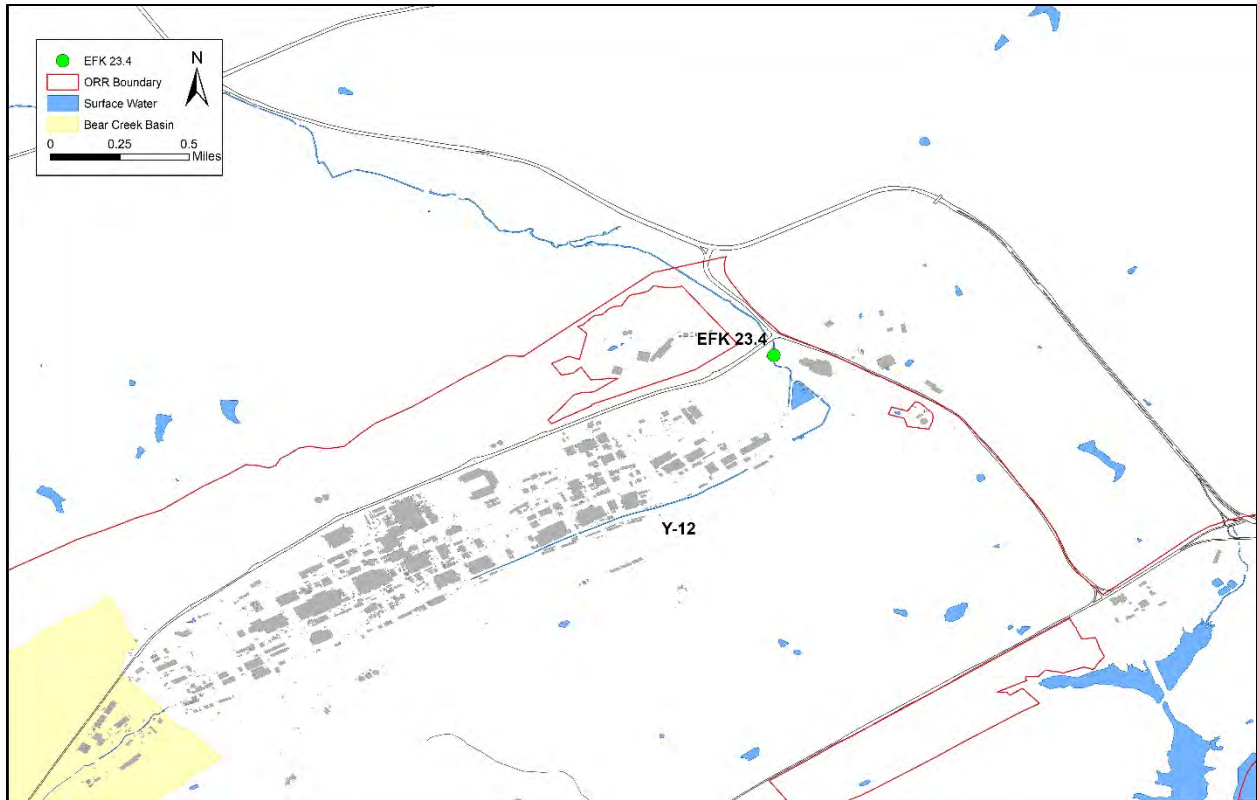 N
EFK 23.4
ORR Boundary
Surface Water
Bear Creek Basin
0 0.25 0.5
Miles
EFK 23.4
Y-12